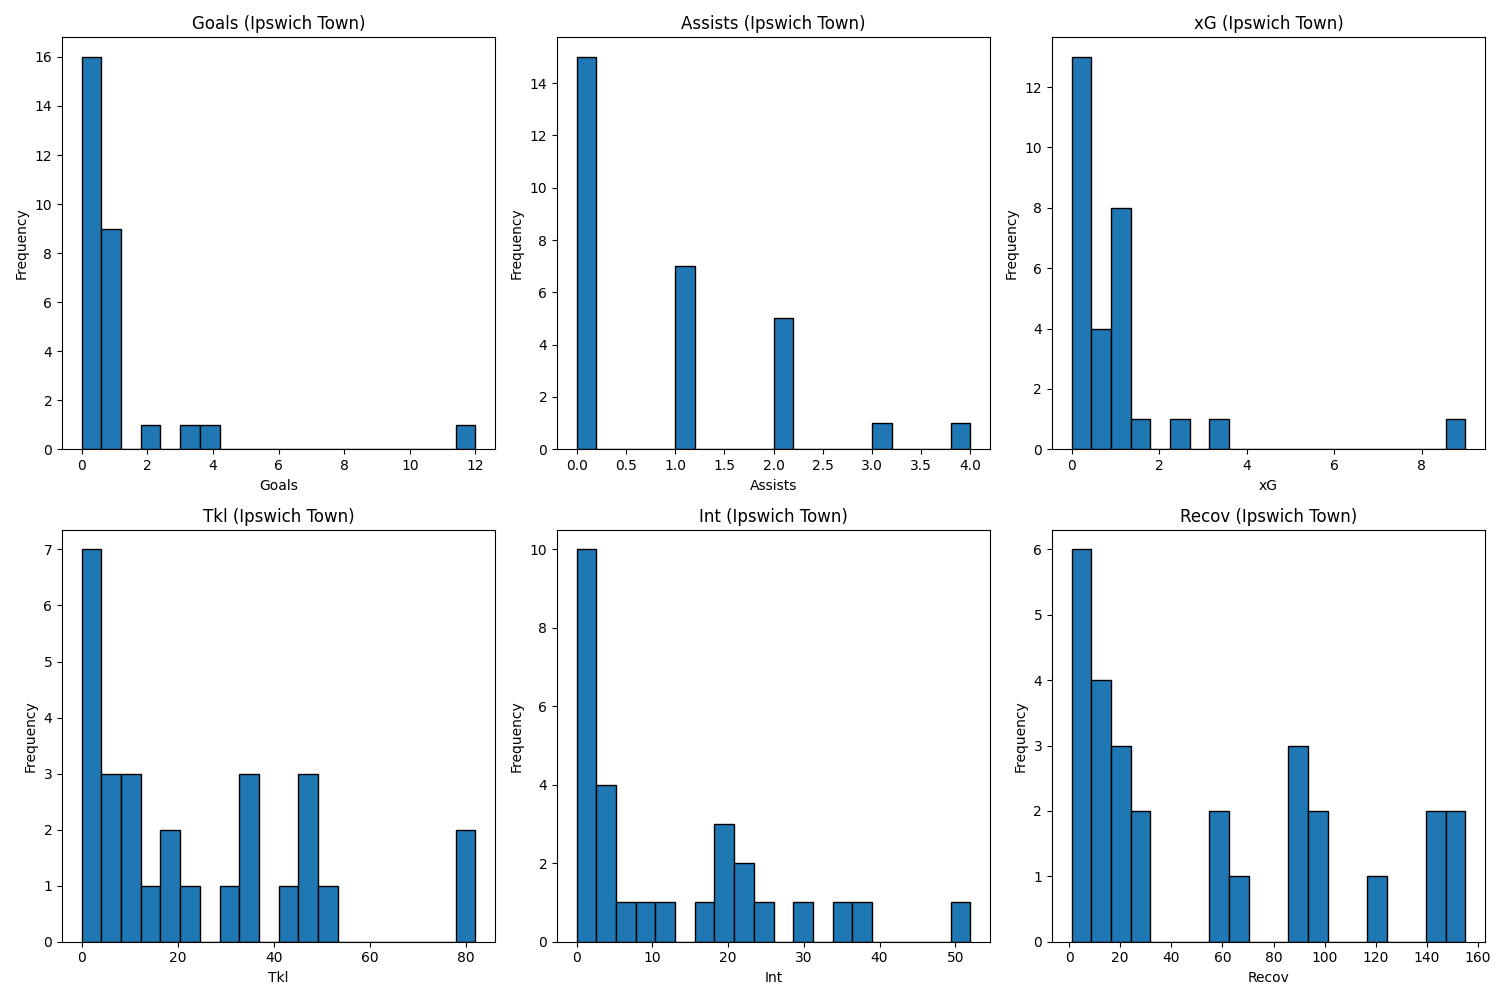 Goals (Ipswich Town)
16
14
12
10
8
6
4
2
0
Frequency
0 2 4 6 8 10 12
Goals
Assists (Ipswich Town)
14
12
10
8
6
4
2
0
Frequency
0.0 0.5 1.0 1.5 2.0 2.5 3.0 3.5 4.0
Assists
xG (Ipswich Town)
12
10
8
6
4
2
0
Frequency
0 2 4 6 8
xG
Tkl (Ipswich Town)
7
6
5
4
3
2
1
0
Frequency
0 20 40 60 80
Tkl
Int (Ipswich Town)
10
8
6
4
2
0
Frequency
0 10 20 30 40 50
Int
Recov (Ipswich Town)
6
5
4
3
2
1
0
Frequency
0 20 40 60 80 100 120 140 160
Recov